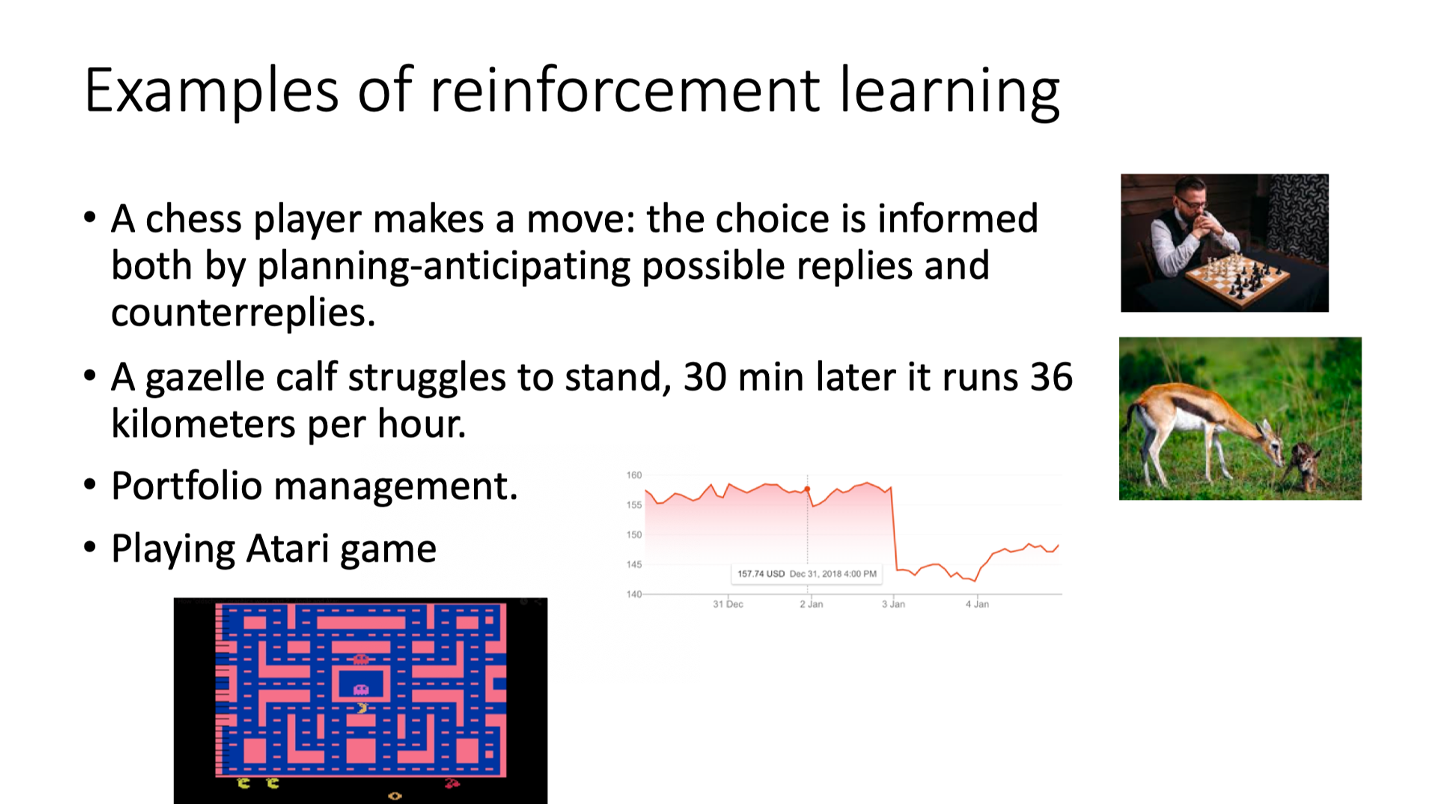 Examples of reinforcement learning
• A chess player makes a move: the choice is informed
both by planning-anticipating possible replies and
counterreplies.
• A gazelle calf struggles to stand, 30 min later it runs 36
kilometers per hour.
• Portfolio management.
• Playing Atari game
160
155
150
145
140
157.74 USD Dec 31, 2018 4:00 PM
31 Dec
2 Jan
3 Jan
4 Jan